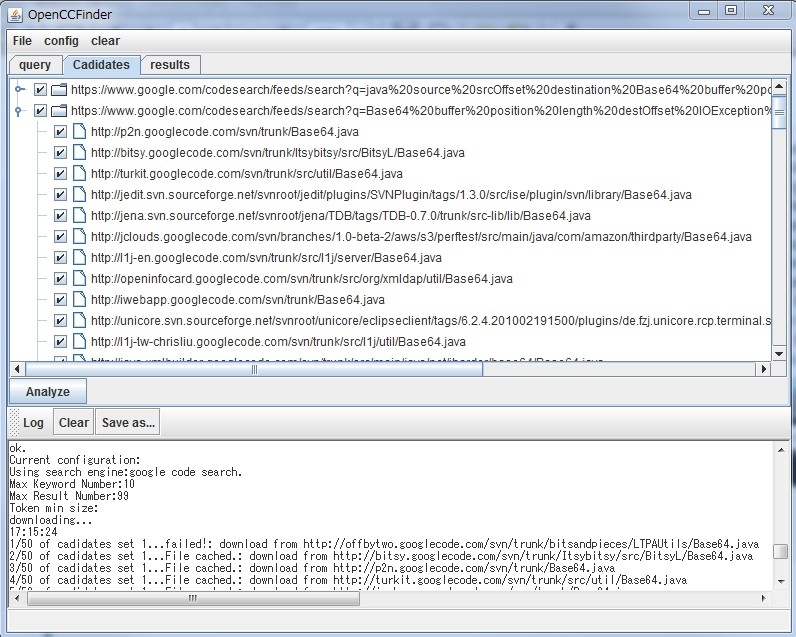 OpenCCFinder
File config clear
query Cadidates results
https://www.google.com/codesearch/feeds/search?q=java%20source%20srcOffset%20destination%20Base64%20buffer%20po
https://www.google.com/codesearch/feeds/search?q=Base64%20buffer%20position%20length%20destOffset%20IOException%
http://p2n.googlecode.com/svn/trunk/Base64.java
http://bitsy.googlecode.com/svn/trunk/Itsybitsy/src/BitsyL/Base64.java
http://turkit.googlecode.com/svn/trunk/src/util/Base64.java
http://jedit.svn.sourceforge.net/svnroot/jedif/plugins/SVNPlugin/tags/1.3.0/src/ise/plugin/svn/library/Base64.java
http://jena.svn.sourceforge.net/svnroot/jena/TDB/tags/TDB-0.7.0/trunk/src-lib/lib/Base64.java
http://jclouds.googlecode.com/svn/branches/1.0-beta-2/aws/s3/perftest/src/main/java/com/amazon/thirdparty/Base64.java
http://l1j-en.googlecode.com/svn/trunk/src/l1j/server/Base64.java
http://openinfocard.googlecode.com/svn/trunk/src/org/xmldap/util/Base64.java
http://iwebapp.googlecode.com/svn/trunk/Base64.java
http://unicore.svn.sourceforge.net/svnroot/unicore/eclipseclient/tags/6.2.4.201002191500/plugins/de.fzj.unicore.rcp.terminal.s
http://l1j-tw-chrisliu.googlecode.com/svn/trunk/src/l1j/util/Base64.java
Analyze
Log Clear Save as...
ok.
Current configuration:
Using search engine:google code search.
Max Keyword Number:10
Max Result Number:99
Token min size:
downloading...
17:15:24
1/50 of cadidates set 1...failed!: download from http://offbytwo.googlecode.com/svn/trunk/bitsandpieces/LTPAUtils/Base64.java
2/50 of cadidates set 1...File cached.: download from http://bitsy.googlecode.com/svn/trunk/Itsybitsy/src/BitsyL/Base64.java
3/50 of cadidates set 1...File cached.: download from http://p2n.googlecode.com/svn/trunk/Base64.java
4/50 of cadidates set 1...File cached.: download from http://turkit.googlecode.com/svn/trunk/src/util/Base64.java